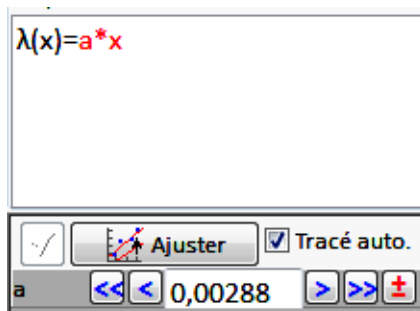 λ(x)=a*x
Ajuster Tracé auto.
a << < 0,00288 > >> ±